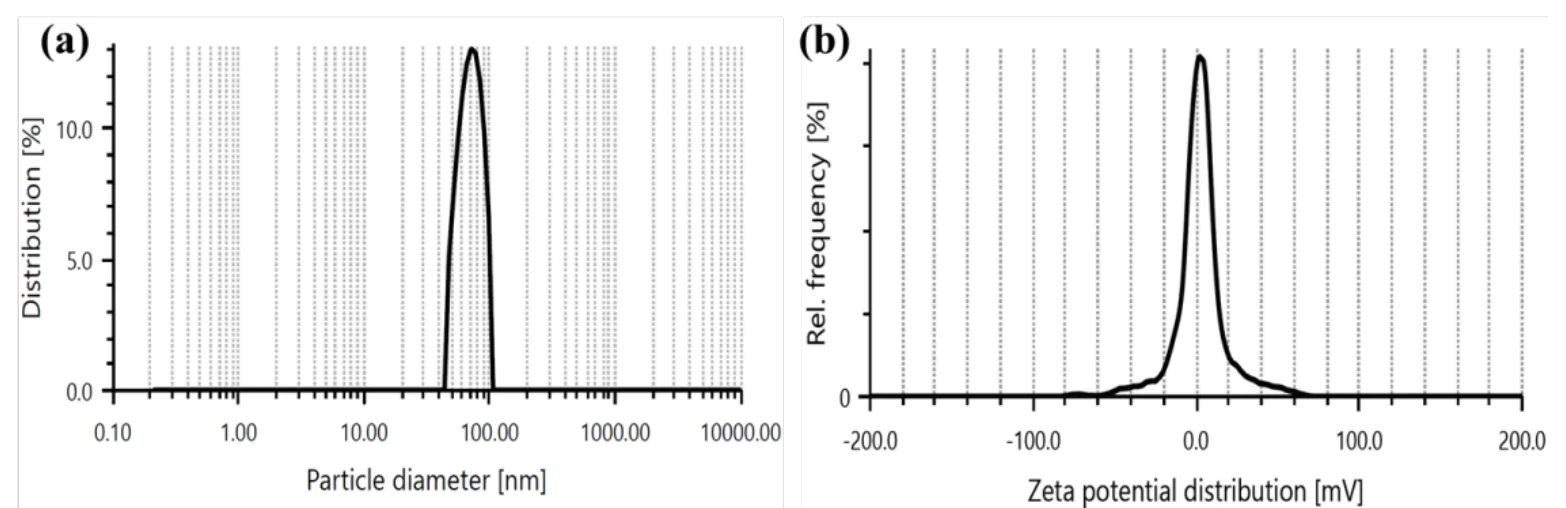 (a)
Distribution [%]
10.0
5.0
0.0
0.10 1.00 10.00 100.00 1000.00 10000.00
Particle diameter [nm]
(b)
Rel. frequency [%]
0
-200.0 -100.0 0.0 100.0 200.0
Zeta potential distribution [mV]